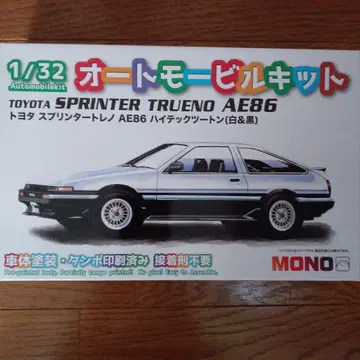 1/32
Automobilekit
オートモービルキット
TOYOTA SPRINTER TRUENO AE86
トヨタ スプリンタートレノ AE86 ハイテックツートン(白&黒)
車体塗装・タンポ印刷済み 接着剤不要
Pre-painted body, Partially tampo printed! No glue! Easy to Assemble.
MONO